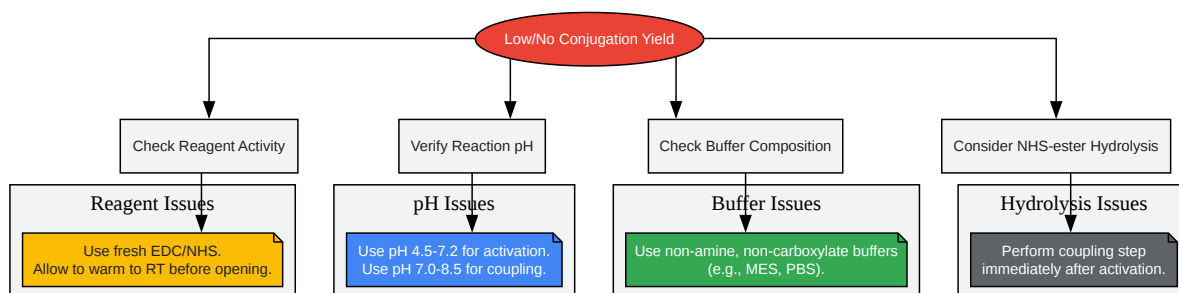 Low/No Conjugation Yield
Check Reagent Activity
Verify Reaction pH
Check Buffer Composition
Consider NHS-ester Hydrolysis
Reagent Issues
pH Issues
Buffer Issues
Hydrolysis Issues
Use fresh EDC/NHS.
Allow to warm to RT before opening.
Use pH 4.5-7.2 for activation.
Use pH 7.0-8.5 for coupling.
Use non-amine, non-carboxylate buffers
(e.g., MES, PBS).
Perform coupling step
immediately after activation.